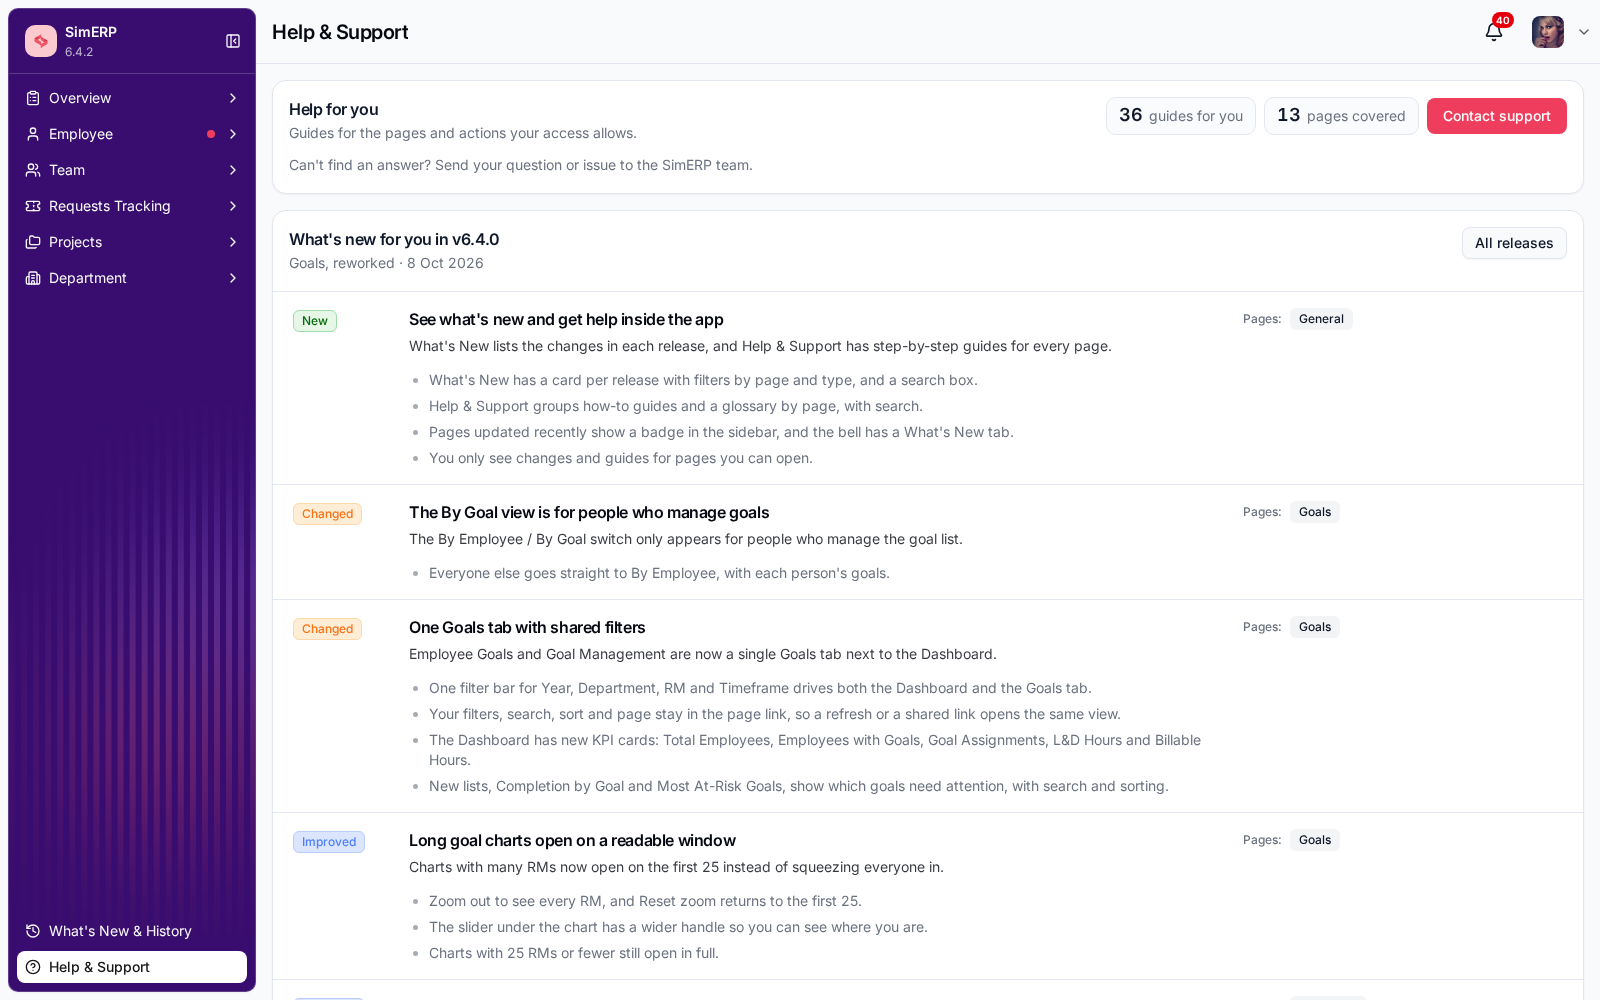 SimERP
6.4.2
Overview
Employee
Team
Requests Tracking
Projects
Department
What's New & History
Help & Support
Help & Support
40
Help for you
Guides for the pages and actions your access allows.
Can't find an answer? Send your question or issue to the SimERP team.
36 guides for you
13 pages covered
Contact support
What's new for you in v6.4.0
Goals, reworked · 8 Oct 2026
All releases
New
See what's new and get help inside the app
What's New lists the changes in each release, and Help & Support has step-by-step guides for every page.
What's New has a card per release with filters by page and type, and a search box.
Help & Support groups how-to guides and a glossary by page, with search.
Pages updated recently show a badge in the sidebar, and the bell has a What's New tab.
You only see changes and guides for pages you can open.
Pages: General
Changed
The By Goal view is for people who manage goals
The By Employee / By Goal switch only appears for people who manage the goal list.
Everyone else goes straight to By Employee, with each person's goals.
Pages: Goals
Changed
One Goals tab with shared filters
Employee Goals and Goal Management are now a single Goals tab next to the Dashboard.
One filter bar for Year, Department, RM and Timeframe drives both the Dashboard and the Goals tab.
Your filters, search, sort and page stay in the page link, so a refresh or a shared link opens the same view.
The Dashboard has new KPI cards: Total Employees, Employees with Goals, Goal Assignments, L&D Hours and Billable
Hours.
New lists, Completion by Goal and Most At-Risk Goals, show which goals need attention, with search and sorting.
Pages: Goals
Improved
Long goal charts open on a readable window
Charts with many RMs now open on the first 25 instead of squeezing everyone in.
Zoom out to see every RM, and Reset zoom returns to the first 25.
The slider under the chart has a wider handle so you can see where you are.
Charts with 25 RMs or fewer still open in full.
Pages: Goals